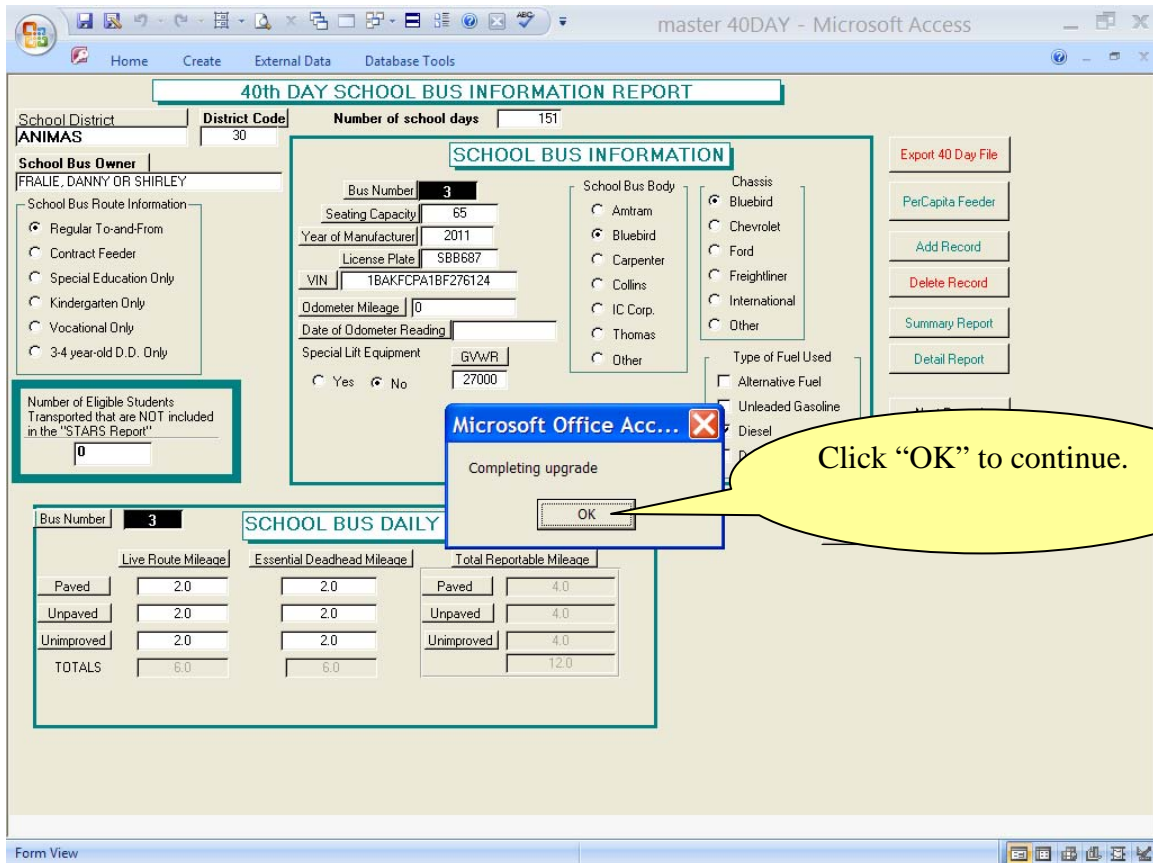 master 40DAY - Microsoft Access
Home Create External Data Database Tools
40th DAY SCHOOL BUS INFORMATION REPORT
School District
District Code
Number of school days 151
ANIMAS
30
School Bus Owner
FRALIE, DANNY OR SHIRLEY
School Bus Route Information
Regular To-and-From
Contract Feeder
Special Education Only
Kindergarten Only
Vocational Only
3-4 year-old D.D. Only
Number of Eligible Students
Transported that are NOT included
in the "STARS Report"
0
SCHOOL BUS INFORMATION
Bus Number 3
Seating Capacity 65
Year of Manufacturer 2011
License Plate SBB687
VIN 1BAKFCPA1BF276124
Odometer Mileage 0
Date of Odometer Reading
Special Lift Equipment
Yes No
GVWR
27000
School Bus Body
Amtram
Bluebird
Carpenter
Collins
IC Corp.
Thomas
Other
Chassis
Bluebird
Chevrolet
Ford
Freightliner
International
Other
Type of Fuel Used
Alternative Fuel
Unleaded Gasoline
Diesel
Export 40 Day File
PerCapita Feeder
Add Record
Delete Record
Summary Report
Detail Report
Microsoft Office Acc...
Completing upgrade
OK
Click “OK” to continue.
Bus Number 3
SCHOOL BUS DAILY
Live Route Mileage Essential Deadhead Mileage Total Reportable Mileage
Paved 2.0 2.0 Paved 4.0
Unpaved 2.0 2.0 Unpaved 4.0
Unimproved 2.0 2.0 Unimproved 4.0
TOTALS 6.0 6.0 12.0
Form View